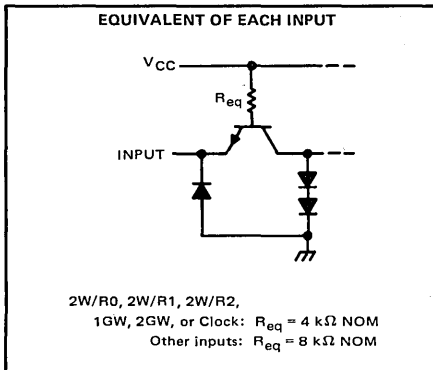 EQUIVALENT OF EACH INPUT
VCC
Req
INPUT
2W/R0, 2W/R1, 2W/R2,
1GW, 2GW, or Clock: Req = 4 kΩ NOM
Other inputs: Req = 8 kΩ NOM